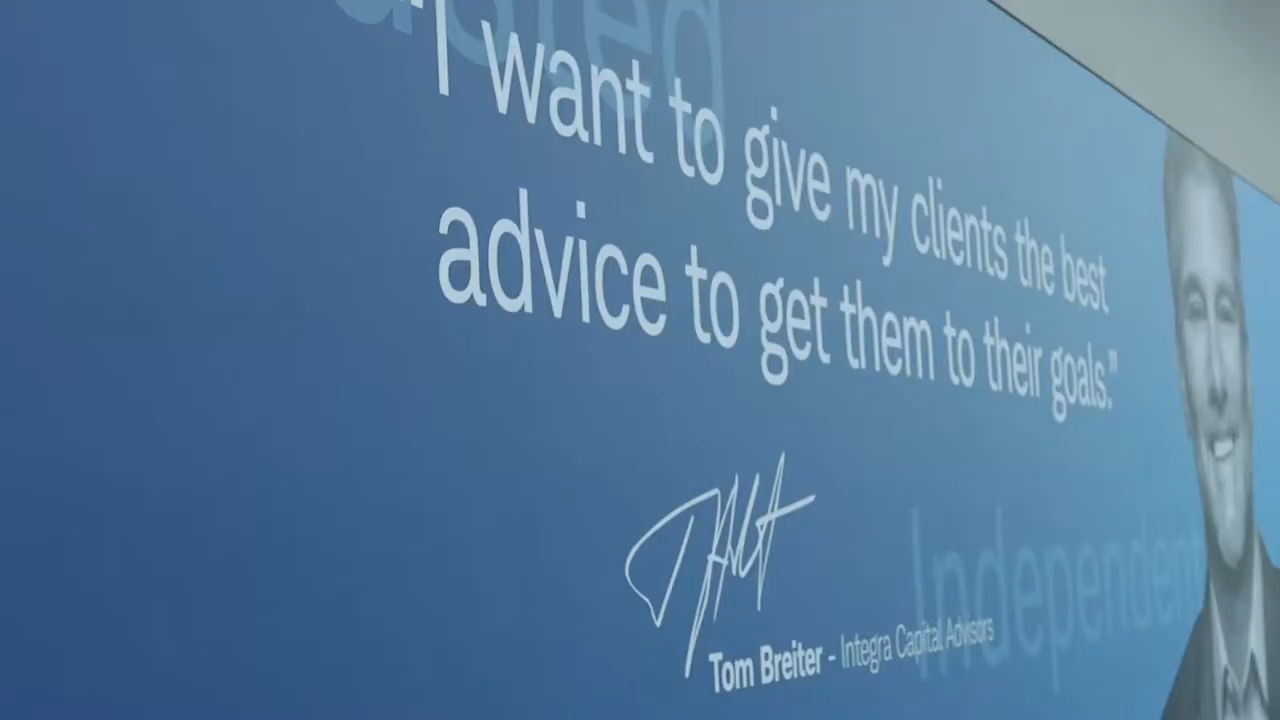 "I want to give my clients the best
advice to get them to their goals."
Tom Breiter - Integra Capital Advisors
Independent